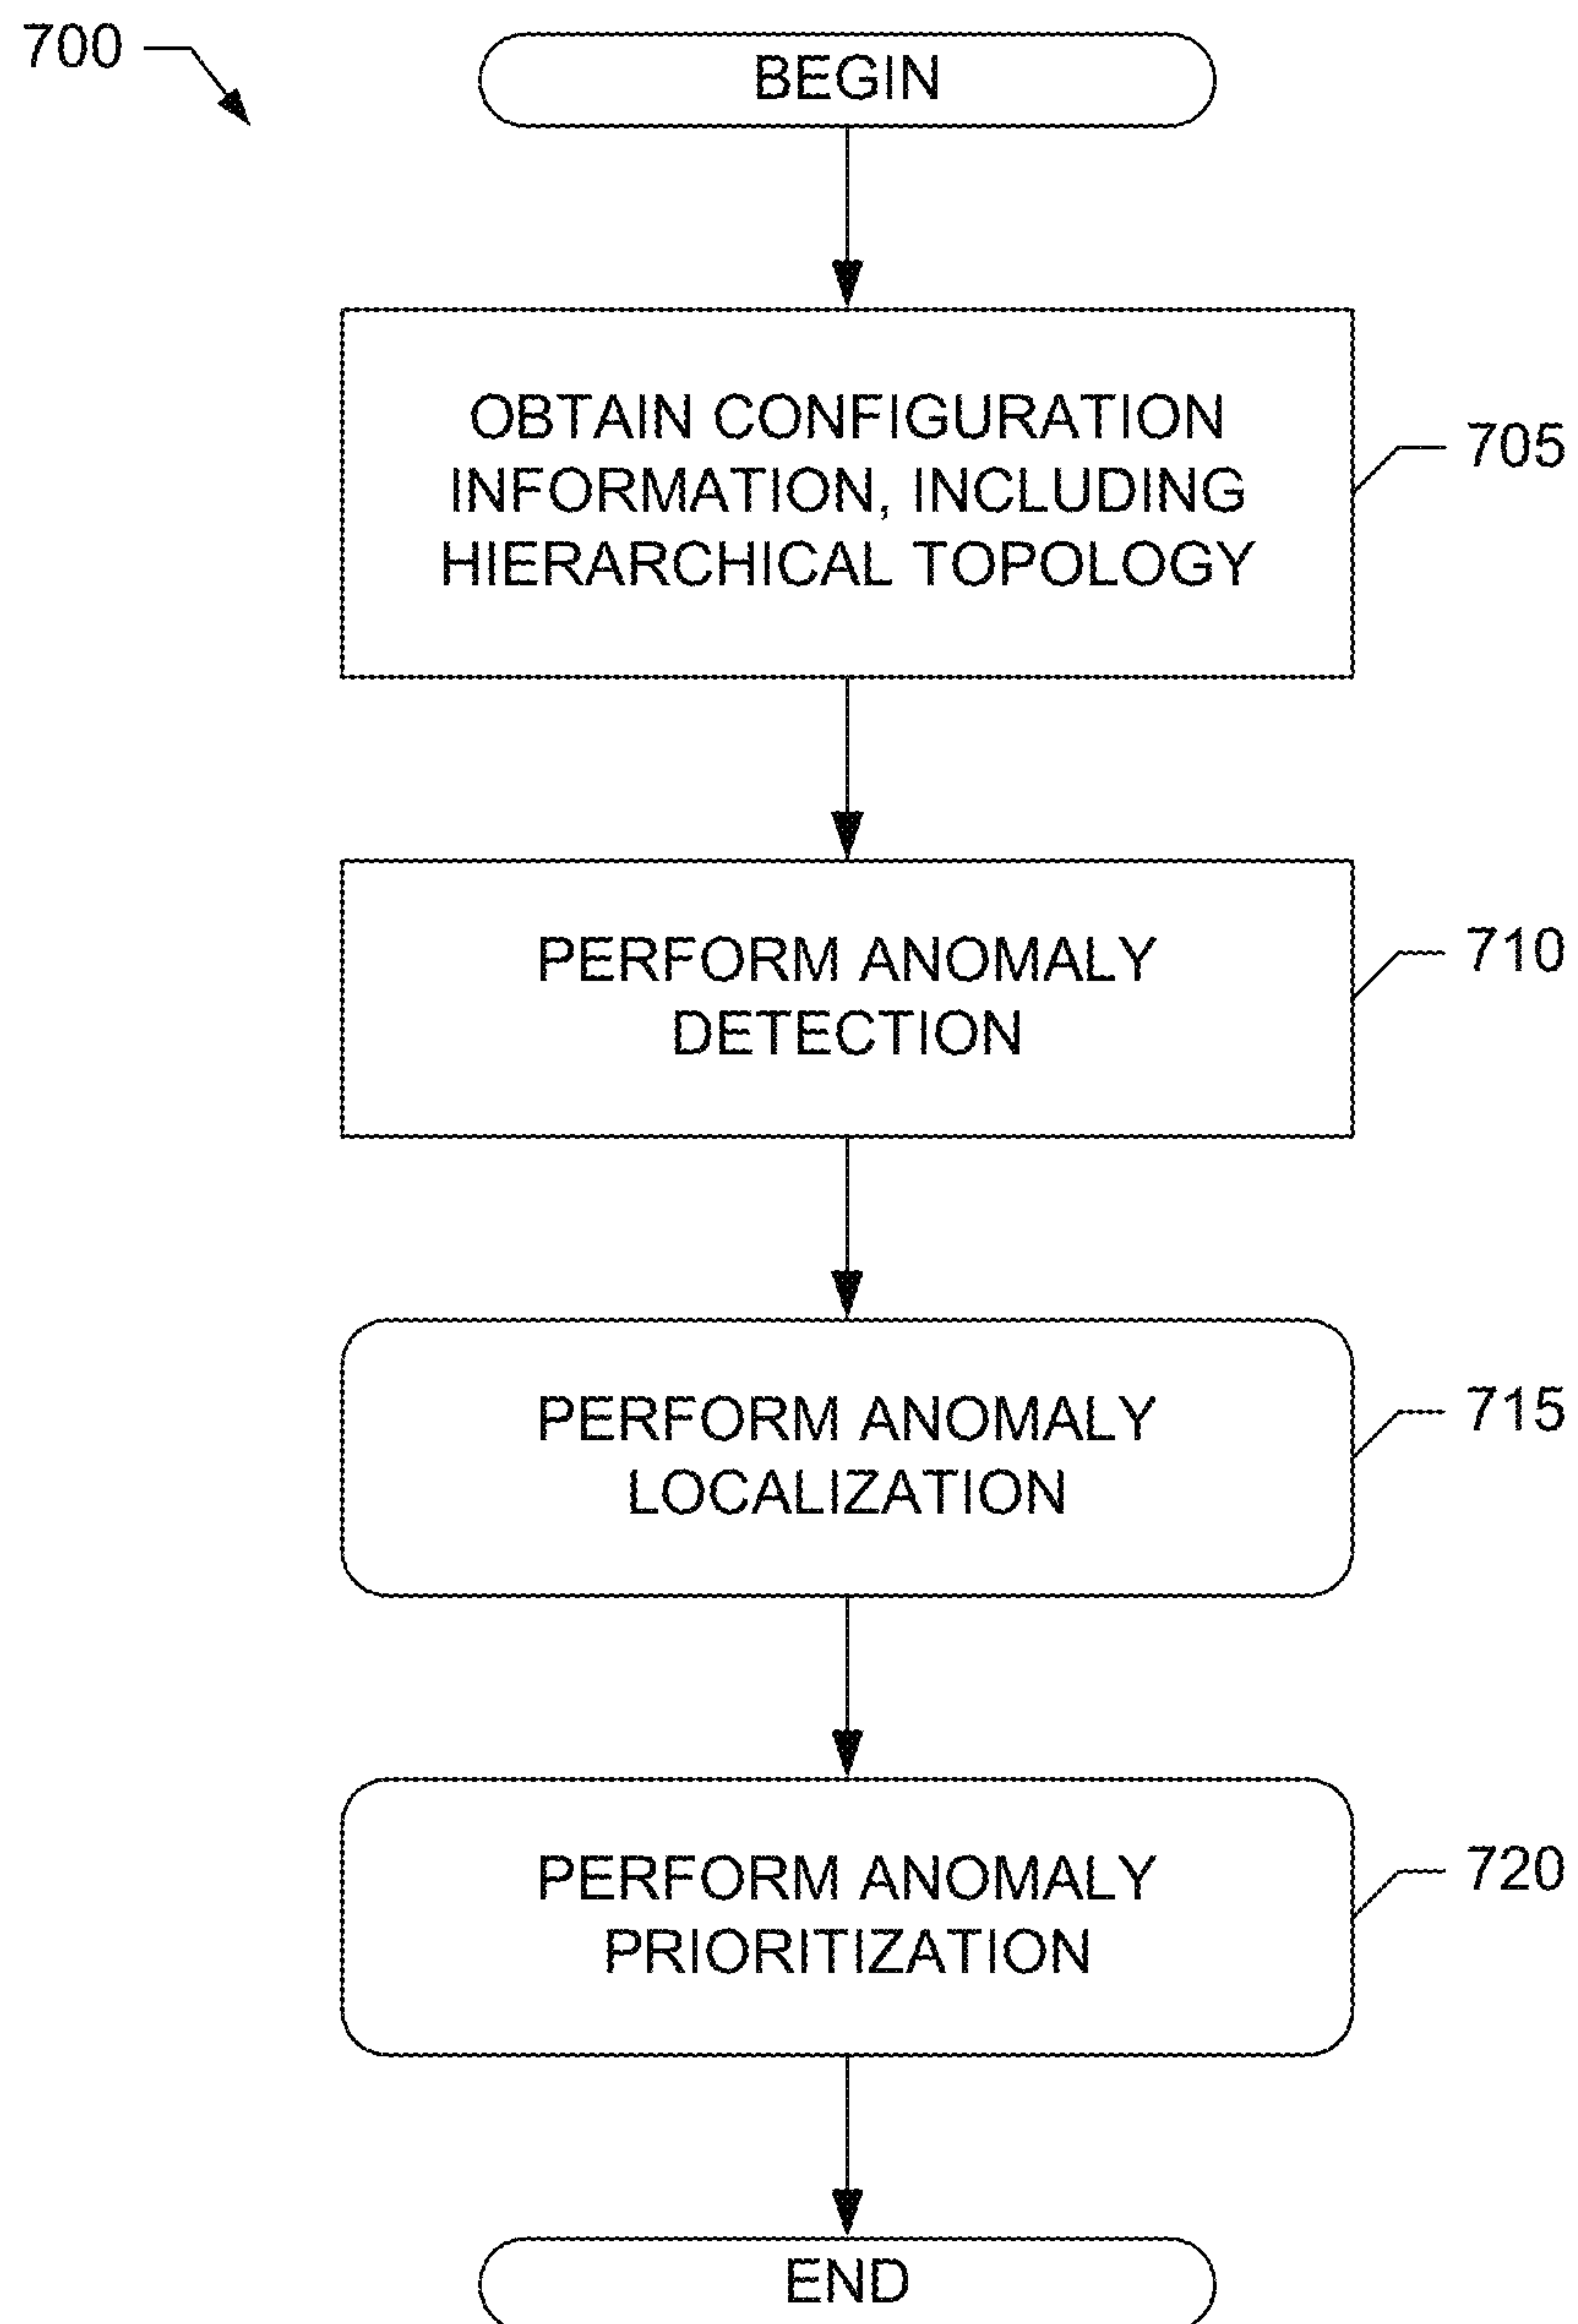 700
BEGIN
OBTAIN CONFIGURATION
INFORMATION, INCLUDING
HIERARCHICAL TOPOLOGY
705
PERFORM ANOMALY
DETECTION
710
PERFORM ANOMALY
LOCALIZATION
715
PERFORM ANOMALY
PRIORITIZATION
720
END